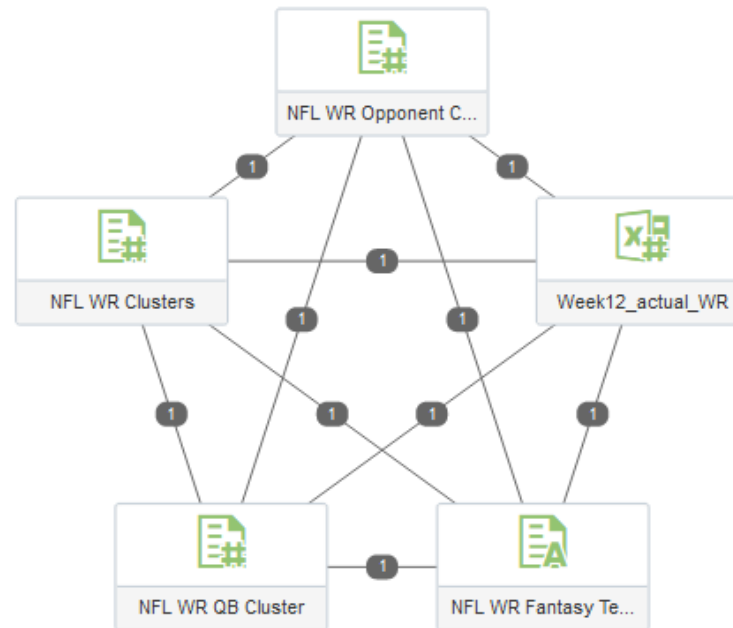 NFL WR Opponent C...
1
1
NFL WR Clusters
1
Week12_actual_WR
1
1
1
1
1
1
NFL WR QB Cluster
1
NFL WR Fantasy Te...